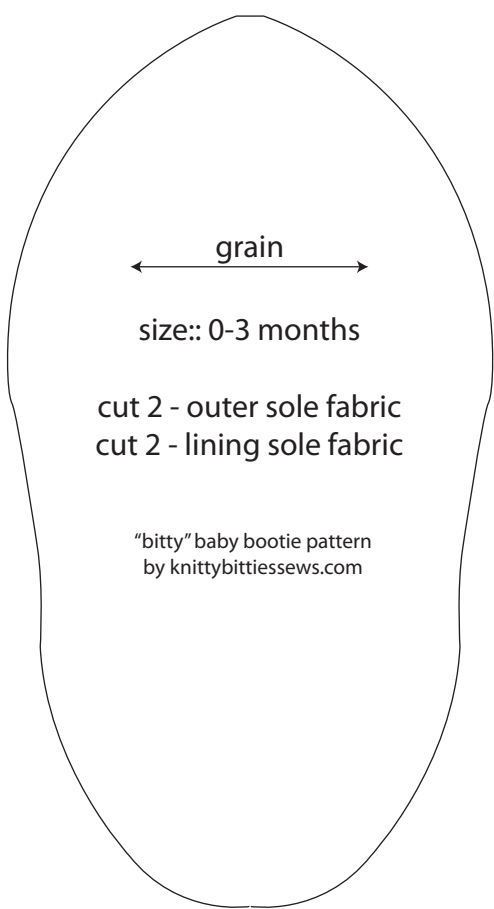 grain
size:: 0-3 months
cut 2 - outer sole fabric
cut 2 - lining sole fabric
“bitty” baby bootie pattern
by knittybittiessews.com